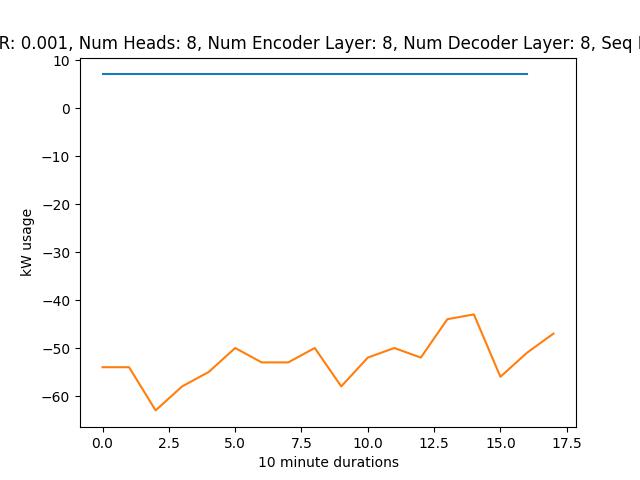 R: 0.001, Num Heads: 8, Num Encoder Layer: 8, Num Decoder Layer: 8, Seq
10
0
−10
−20
−30
−40
−50
−60
kW usage
0.0 2.5 5.0 7.5 10.0 12.5 15.0 17.5
10 minute durations